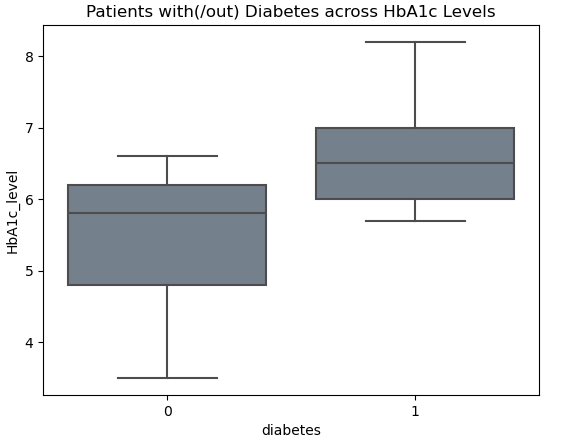 Patients with(/out) Diabetes across HbA1c Levels
HbA1c_level
8
7
6
5
4
0
1
diabetes